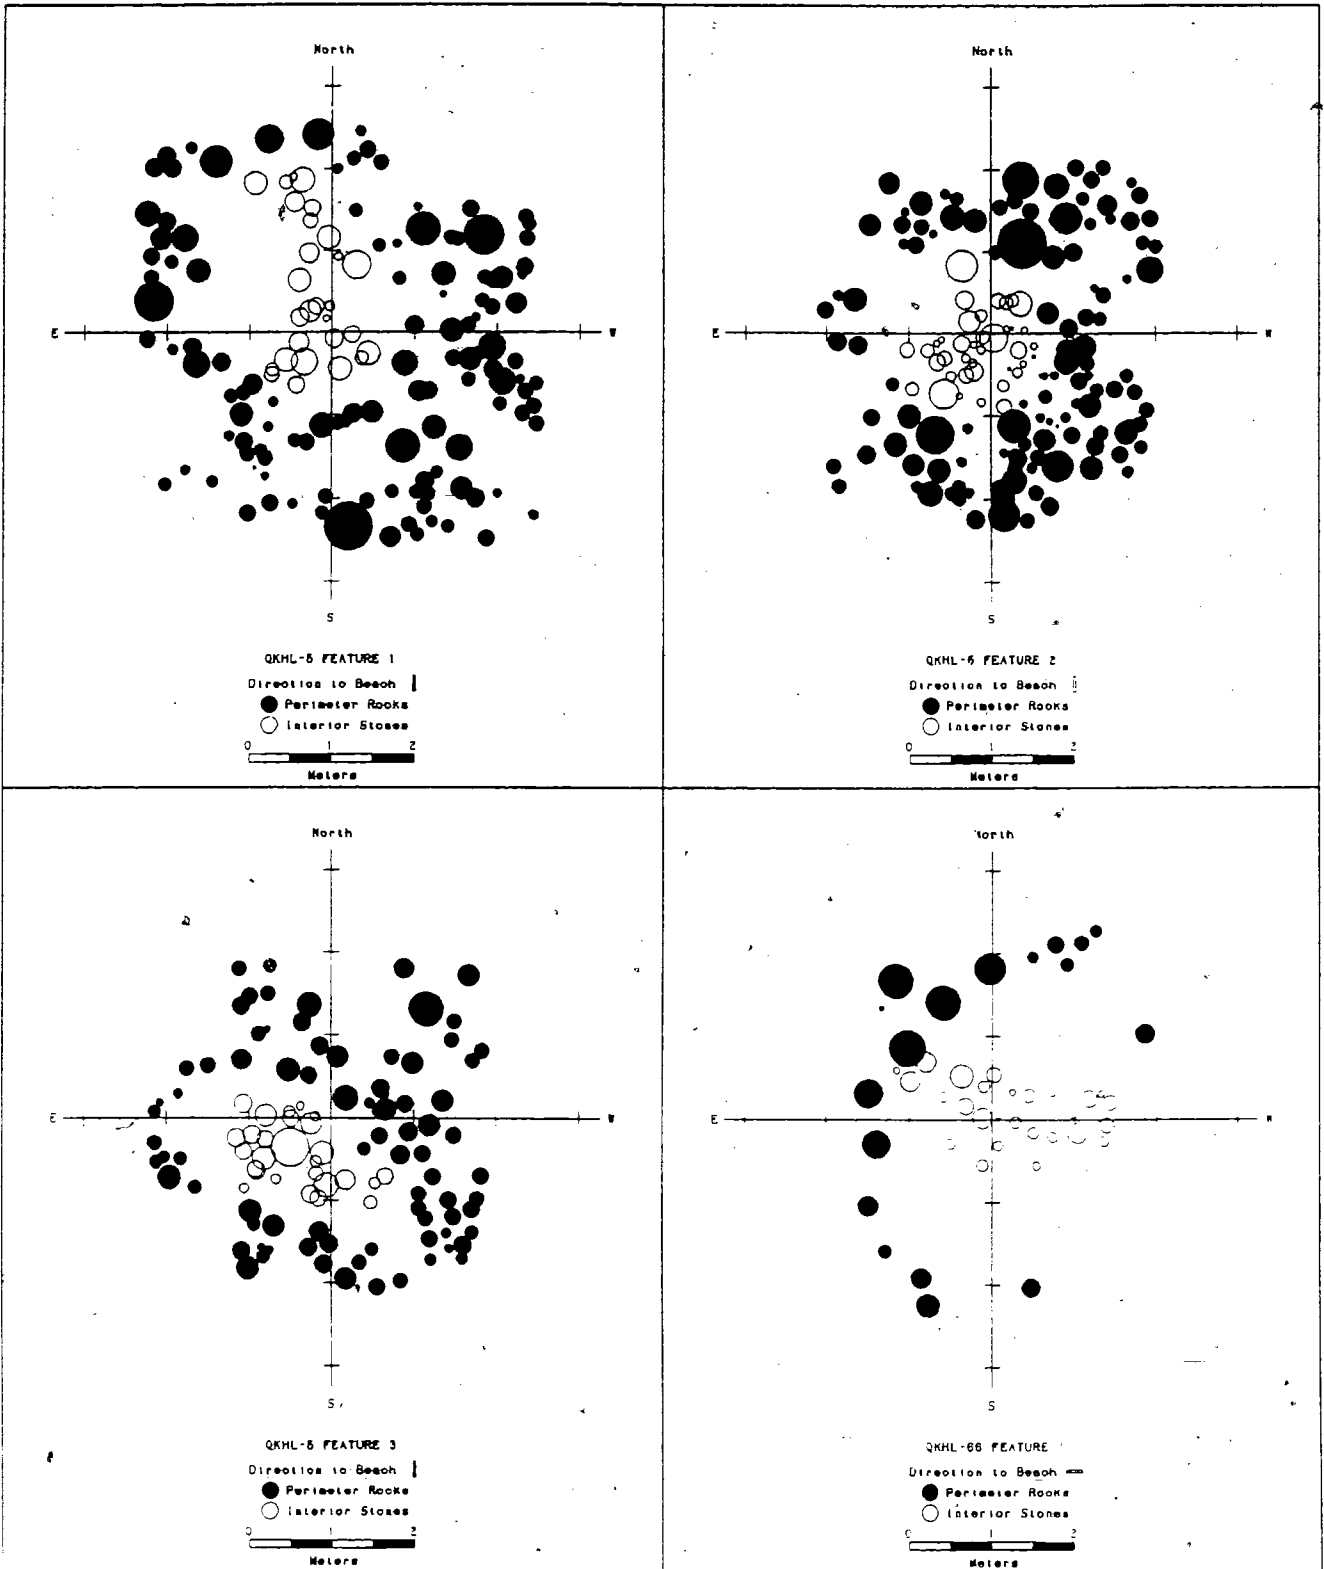 North
E
W
S
QKHL-5 FEATURE 1
Direction to Beach
Perimeter Rocks
Interior Stones
0 1 2
Meters
North
E
W
S
QKHL-5 FEATURE 2
Direction to Beach
Perimeter Rocks
Interior Stones
0 1 2
Meters
North
E
W
S
QKHL-5 FEATURE 3
Direction to Beach
Perimeter Rocks
Interior Stones
0 1 2
Meters
North
E
W
S
QKHL-66 FEATURE
Direction to Beach
Perimeter Rocks
Interior Stones
0 1 2
Meters